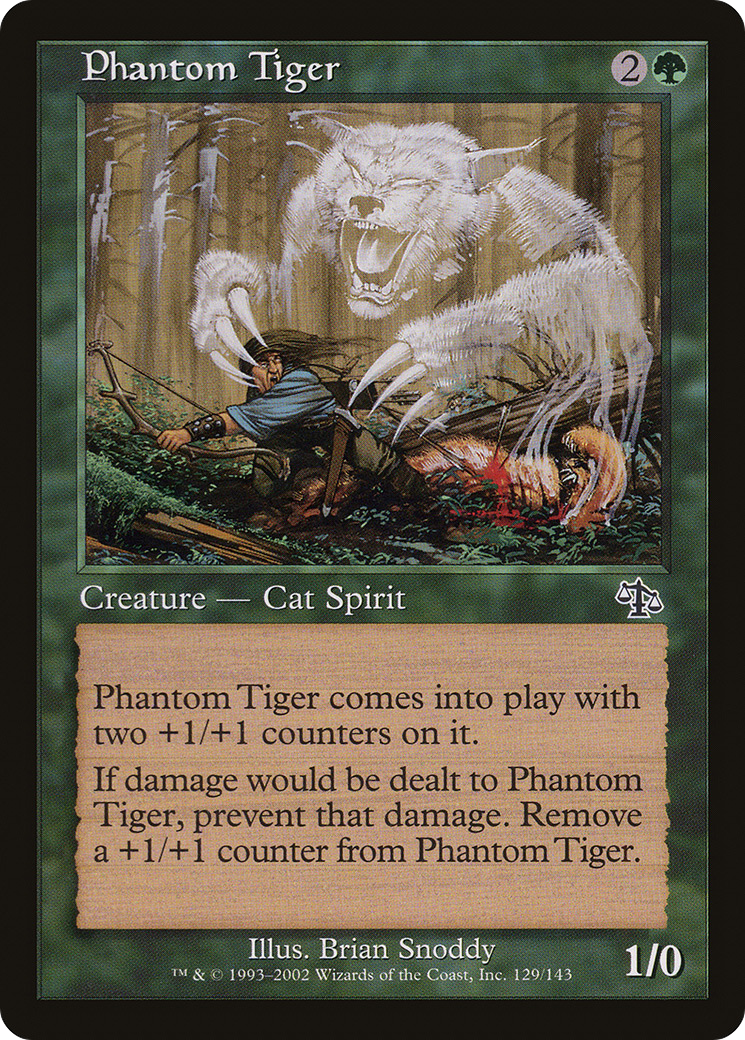 Phantom Tiger 2
Creature — Cat Spirit
Phantom Tiger comes into play with
two +1/+1 counters on it.
If damage would be dealt to Phantom
Tiger, prevent that damage. Remove
a +1/+1 counter from Phantom Tiger.
Illus. Brian Snoddy
™ & © 1993–2002 Wizards of the Coast, Inc. 129/143
1/0